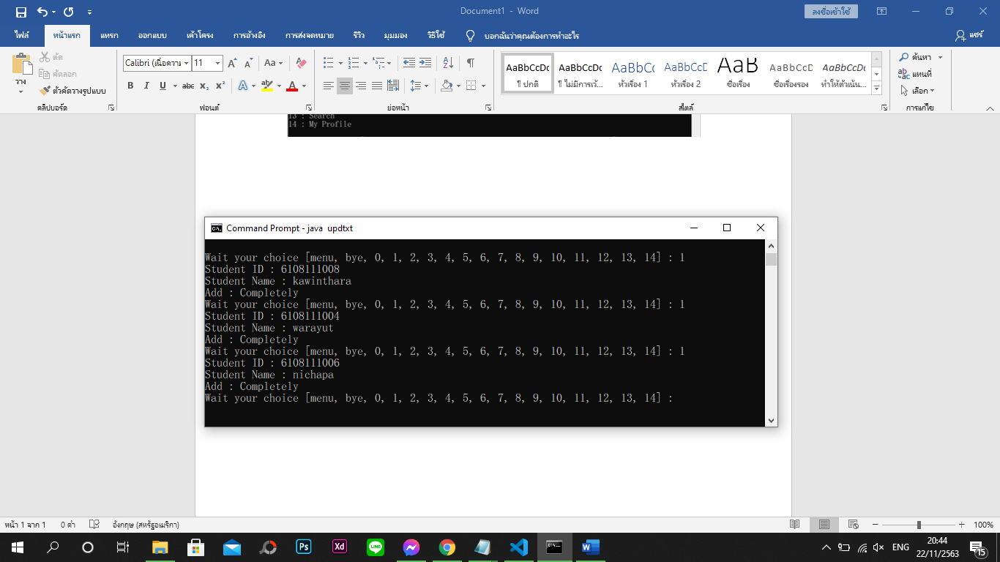 Document1 - Word
ลงชื่อเข้าใช้
ไฟล์ หน้าแรก แทรก ออกแบบ เค้าโครง การอ้างอิง การส่งจดหมาย รีวิว มุมมอง วิธีใช้ บอกฉันว่าคุณต้องการทำอะไร แชร์
วาง
ตัด
คัดลอก
ตัวคัดวางรูปแบบ
คลิปบอร์ด
Calibri (เนื้อความ 11
ฟอนต์
ย่อหน้า
AaBbCcDc AaBbCcDc AaBbCc AaBbCcD AaB AaBbCcD AaBbCcDc
¶ ปกติ ¶ ไม่มีการเว้... หัวเรื่อง 1 หัวเรื่อง 2 ชื่อเรื่อง ชื่อเรื่องรอง ทำให้ตัวเน้น...
สไตล์
ค้นหา
แทนที่
เลือก
การแก้ไข
13 : Search
14 : My Profile
Command Prompt - java updtxt
Wait your choice [menu, bye, 0, 1, 2, 3, 4, 5, 6, 7, 8, 9, 10, 11, 12, 13, 14] : 1
Student ID : 6108111008
Student Name : kawinthara
Add : Completely
Wait your choice [menu, bye, 0, 1, 2, 3, 4, 5, 6, 7, 8, 9, 10, 11, 12, 13, 14] : 1
Student ID : 6108111004
Student Name : warayut
Add : Completely
Wait your choice [menu, bye, 0, 1, 2, 3, 4, 5, 6, 7, 8, 9, 10, 11, 12, 13, 14] : 1
Student ID : 6108111006
Student Name : nichapa
Add : Completely
Wait your choice [menu, bye, 0, 1, 2, 3, 4, 5, 6, 7, 8, 9, 10, 11, 12, 13, 14] :
หน้า 1 จาก 1 0 คำ อังกฤษ (สหรัฐอเมริกา) 100%
Ps Xd LINE ENG 20:44
22/11/2563 15